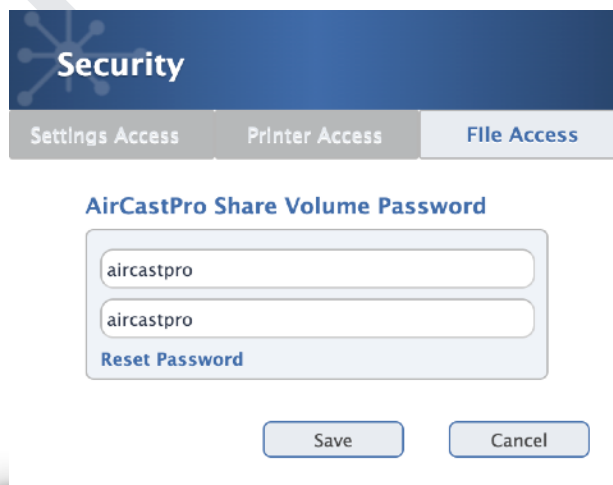 Security
Settings Access Printer Access File Access
AirCastPro Share Volume Password
aircastpro
aircastpro
Reset Password
Save Cancel